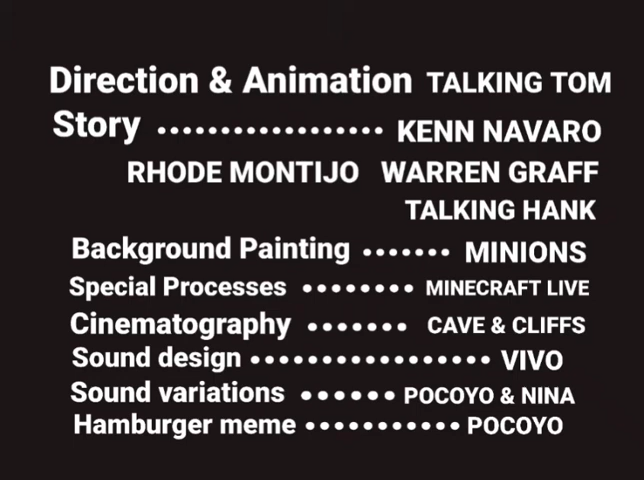 Direction & Animation TALKING TOM
Story .................. KENN NAVARO
RHODE MONTIJO WARREN GRAFF
TALKING HANK
Background Painting ....... MINIONS
Special Processes ........ MINECRAFT LIVE
Cinematography ....... CAVE & CLIFFS
Sound design ................... VIVO
Sound variations ...... POCOYO & NINA
Hamburger meme ........... POCOYO